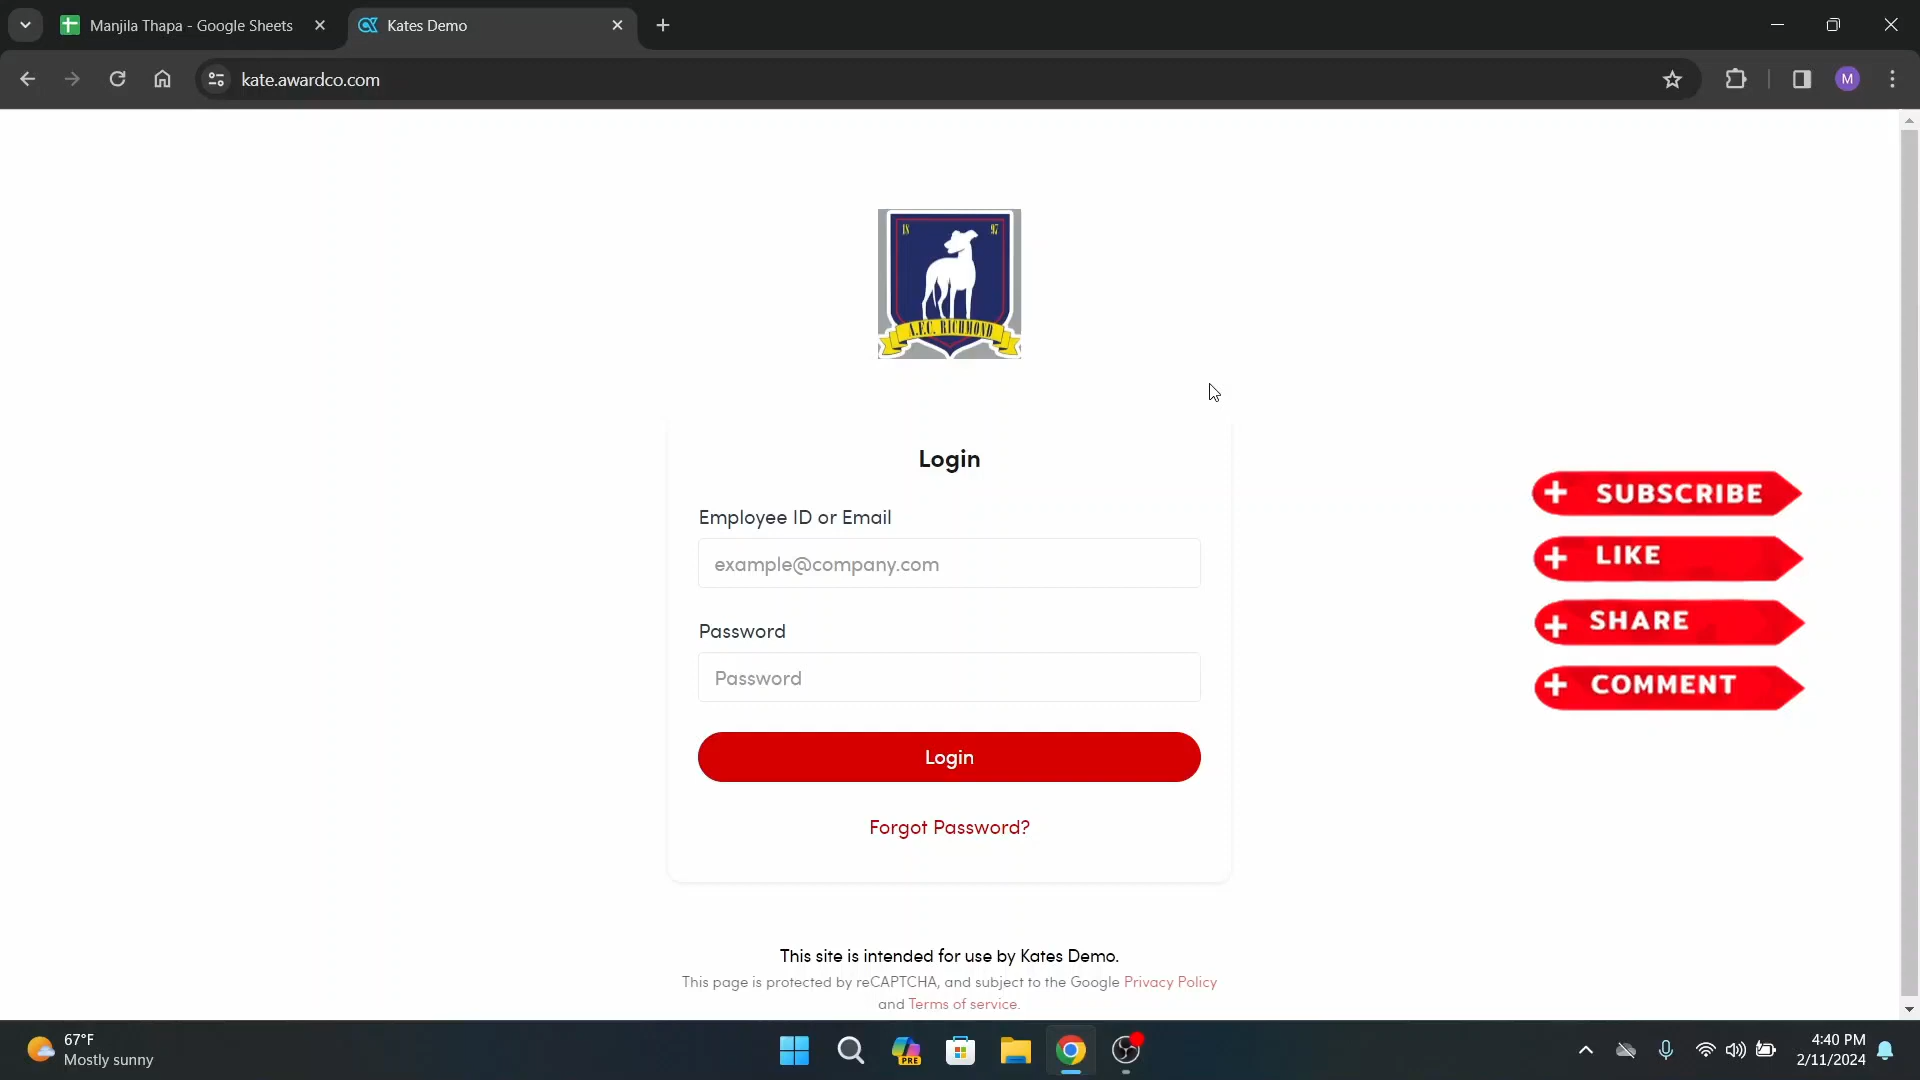 Manjila Thapa - Google Sheets
Kates Demo
kate.awardco.com
M
18 97
A.F.C. RICHMOND
Login
Employee ID or Email
example@company.com
Password
Password
Login
Forgot Password?
SUBSCRIBE
LIKE
SHARE
COMMENT
This site is intended for use by Kates Demo.
This page is protected by reCAPTCHA, and subject to the Google Privacy Policy
and Terms of service.
67°F
Mostly sunny
PRE
4:40 PM
2/11/2024